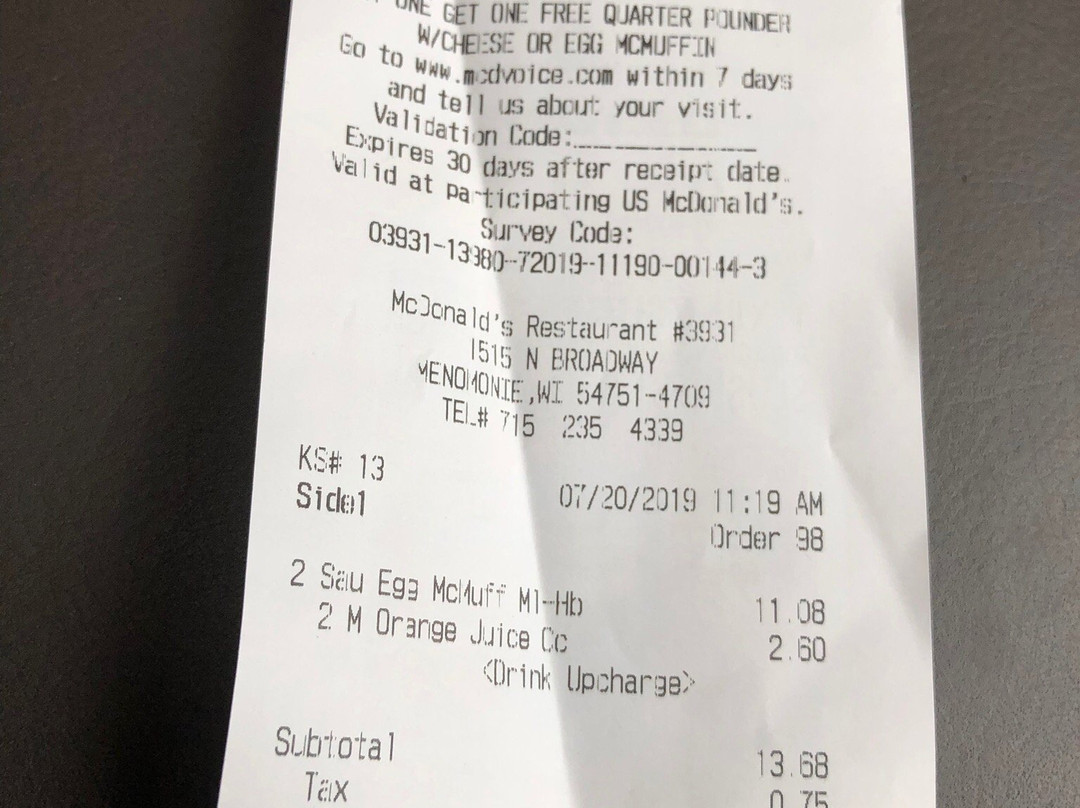 ONE GET ONE FREE QUARTER POUNDER
W/CHEESE OR EGG MCMUFFIN
Go to www.mcdvoice.com within 7 days
and tell us about your visit.
Validation Code:_______________
Expires 30 days after receipt date.
Valid at participating US McDonald's.
Survey Code:
03931-13980-72019-11190-00144-3
McDonald's Restaurant #3931
1515 N BROADWAY
MENOMONIE,WI 54751-4709
TEL# 715 235 4339
KS# 13
07/20/2019 11:19 AM
Side1
Order 98
2 Sau Egg McMuff Ml-Hb 11.08
2 M Orange Juice Cc 2.60
<Drink Upcharge>
Subtotal 13.68
Tax 0.75